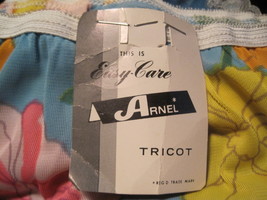 THIS IS
Easy-Care
ARNEL®
TRICOT